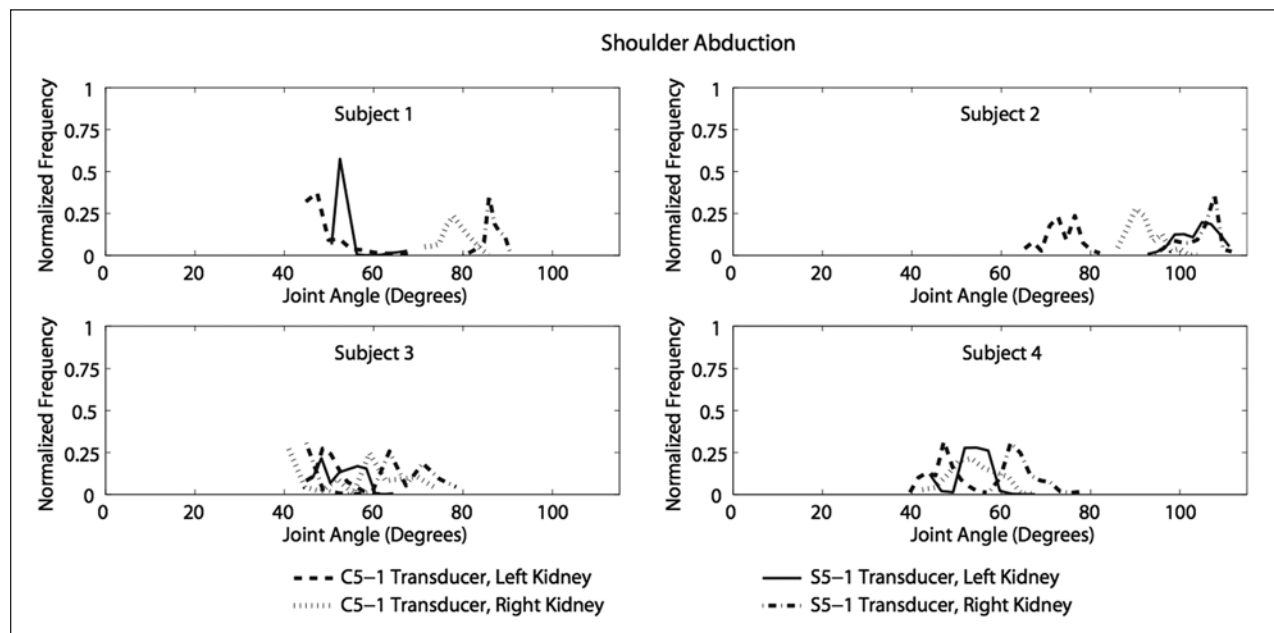 Shoulder Abduction
Normalized Frequency
1
0.75
0.5
0.25
0
Subject 1
0 20 40 60 80 100
Joint Angle (Degrees)
Normalized Frequency
1
0.75
0.5
0.25
0
Subject 2
0 20 40 60 80 100
Joint Angle (Degrees)
Normalized Frequency
1
0.75
0.5
0.25
0
Subject 3
0 20 40 60 80 100
Joint Angle (Degrees)
Normalized Frequency
1
0.75
0.5
0.25
0
Subject 4
0 20 40 60 80 100
Joint Angle (Degrees)
C5–1 Transducer, Left Kidney
C5–1 Transducer, Right Kidney
S5–1 Transducer, Left Kidney
S5–1 Transducer, Right Kidney